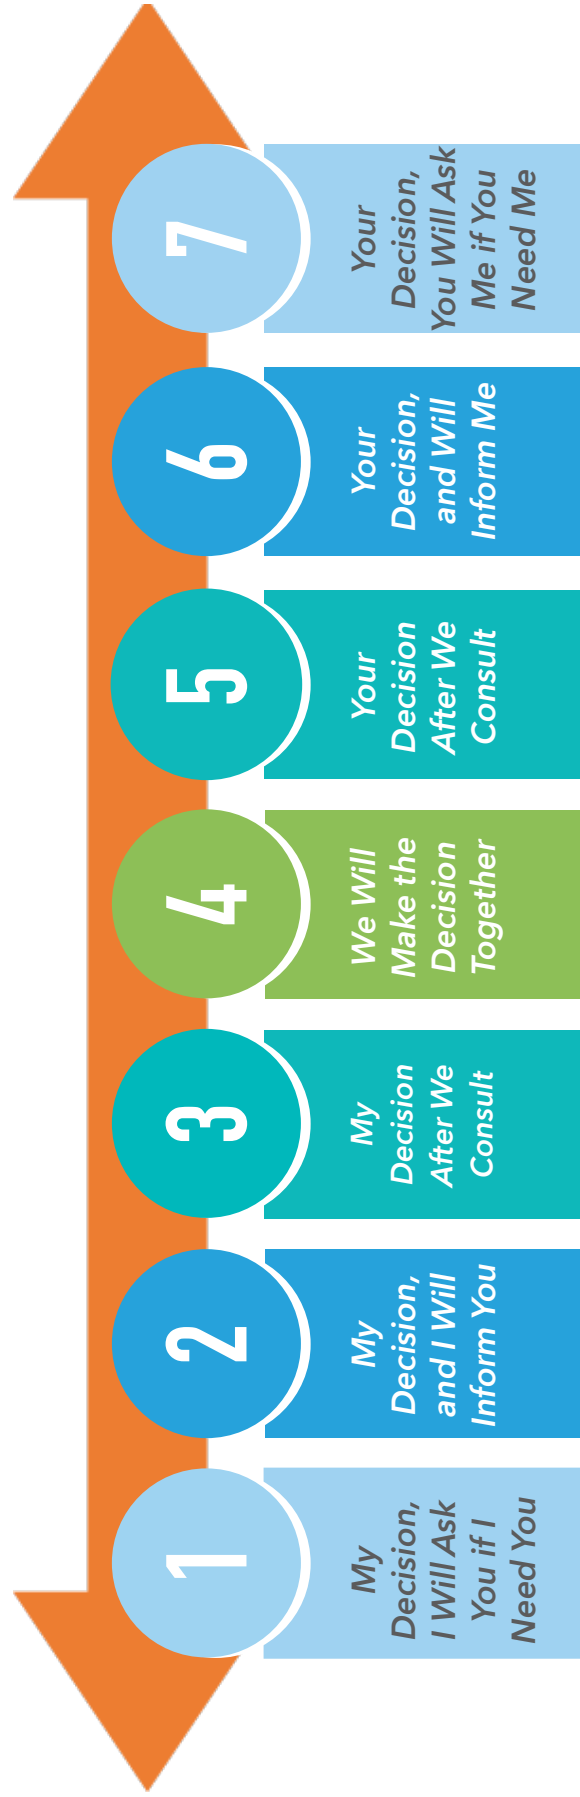 1
My
Decision,
I Will Ask
You if I
Need You
2
My
Decision,
and I Will
Inform You
3
My
Decision
After We
Consult
4
We Will
Make the
Decision
Together
5
Your
Decision
After We
Consult
6
Your
Decision,
and Will
Inform Me
7
Your
Decision,
You Will Ask
Me if You
Need Me